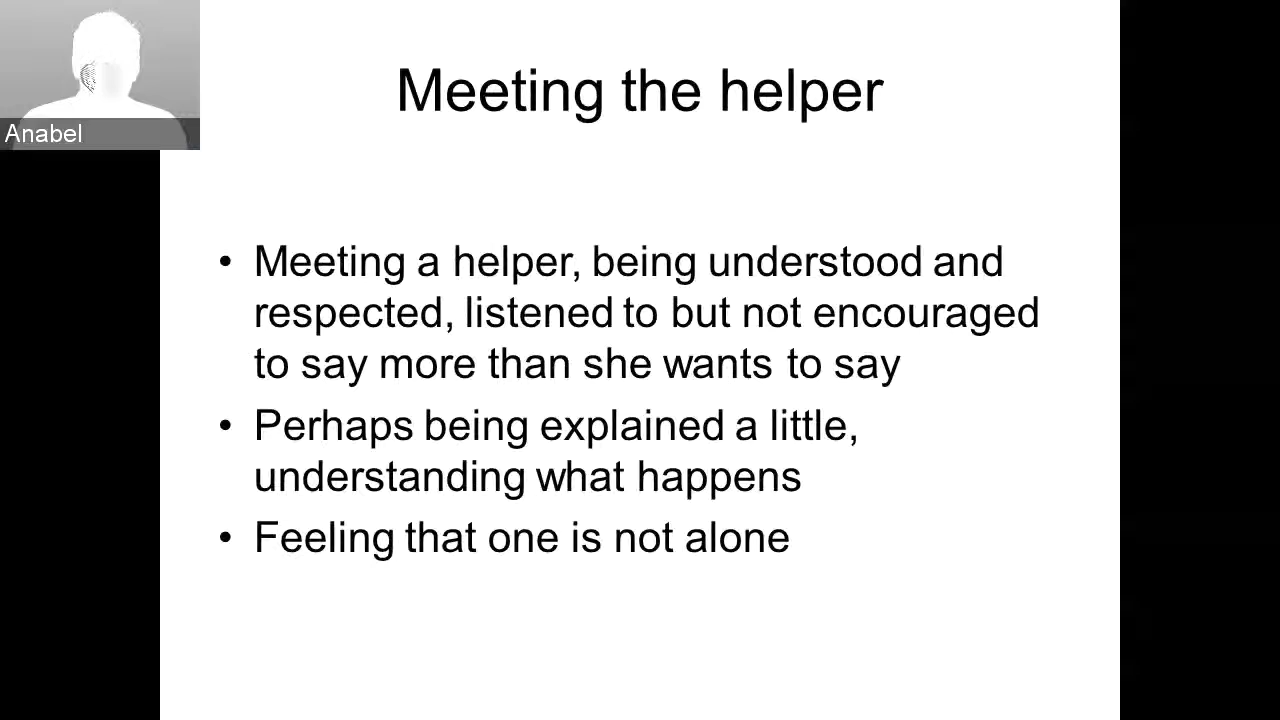 Anabel
Meeting the helper
• Meeting a helper, being understood and
respected, listened to but not encouraged
to say more than she wants to say
• Perhaps being explained a little,
understanding what happens
• Feeling that one is not alone